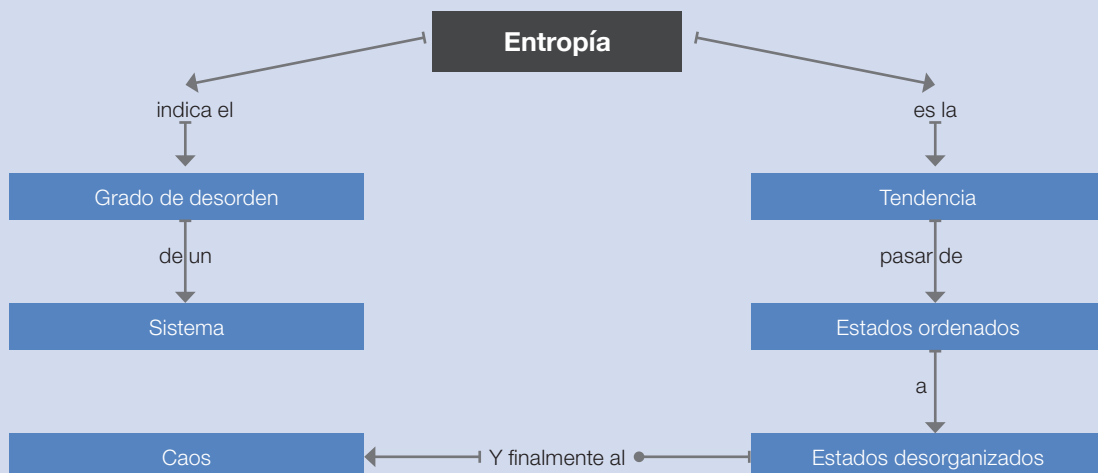 Entropía
indica el
es la
Grado de desorden
Tendencia
de un
pasar de
Sistema
Estados ordenados
a
Caos
Y finalmente al
Estados desorganizados